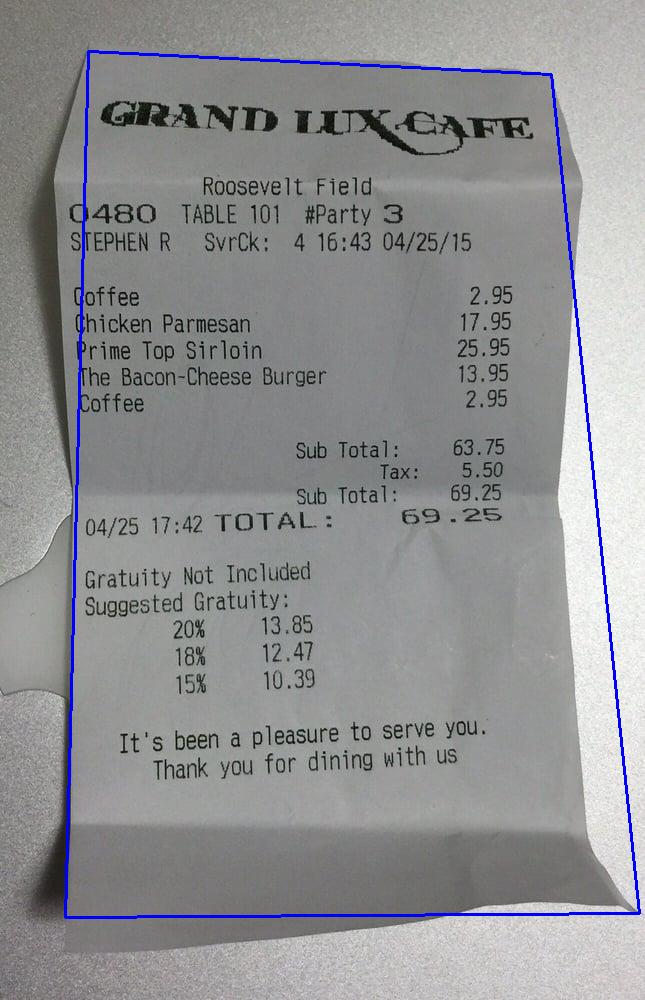 GRAND LUX CAFE
Roosevelt Field
0480 TABLE 101 #Party 3
STEPHEN R SvrCk: 4 16:43 04/25/15
Coffee 2.95
Chicken Parmesan 17.95
Prime Top Sirloin 25.95
The Bacon-Cheese Burger 13.95
Coffee 2.95
Sub Total: 63.75
Tax: 5.50
Sub Total: 69.25
04/25 17:42 TOTAL: 69.25
Gratuity Not Included
Suggested Gratuity:
20% 13.85
18% 12.47
15% 10.39
It's been a pleasure to serve you.
Thank you for dining with us